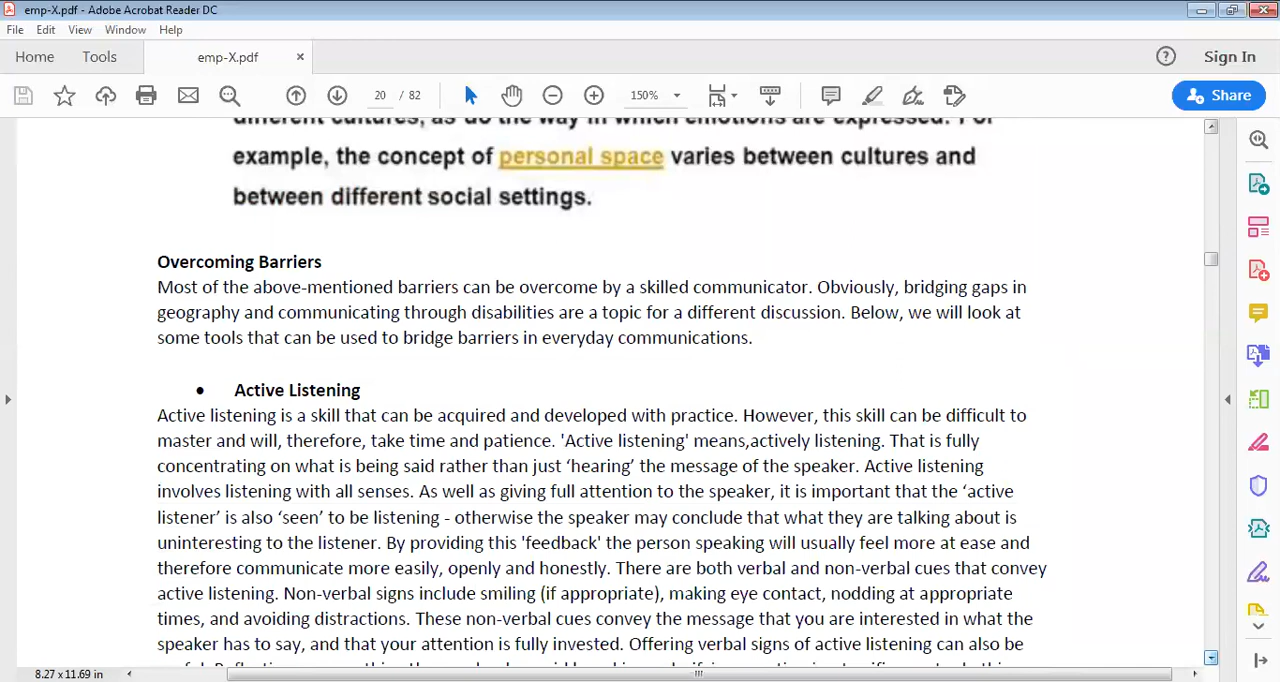 emp-X.pdf - Adobe Acrobat Reader DC
File Edit View Window Help
Home Tools emp-X.pdf × Sign In
20 / 82 150% Share
different cultures, as do the way in which emotions are expressed. For
example, the concept of personal space varies between cultures and
between different social settings.
Overcoming Barriers
Most of the above-mentioned barriers can be overcome by a skilled communicator. Obviously, bridging gaps in
geography and communicating through disabilities are a topic for a different discussion. Below, we will look at
some tools that can be used to bridge barriers in everyday communications.
• Active Listening
Active listening is a skill that can be acquired and developed with practice. However, this skill can be difficult to
master and will, therefore, take time and patience. 'Active listening' means,actively listening. That is fully
concentrating on what is being said rather than just ‘hearing’ the message of the speaker. Active listening
involves listening with all senses. As well as giving full attention to the speaker, it is important that the ‘active
listener’ is also ‘seen’ to be listening - otherwise the speaker may conclude that what they are talking about is
uninteresting to the listener. By providing this 'feedback' the person speaking will usually feel more at ease and
therefore communicate more easily, openly and honestly. There are both verbal and non-verbal cues that convey
active listening. Non-verbal signs include smiling (if appropriate), making eye contact, nodding at appropriate
times, and avoiding distractions. These non-verbal cues convey the message that you are interested in what the
speaker has to say, and that your attention is fully invested. Offering verbal signs of active listening can also be
8.27 x 11.69 in